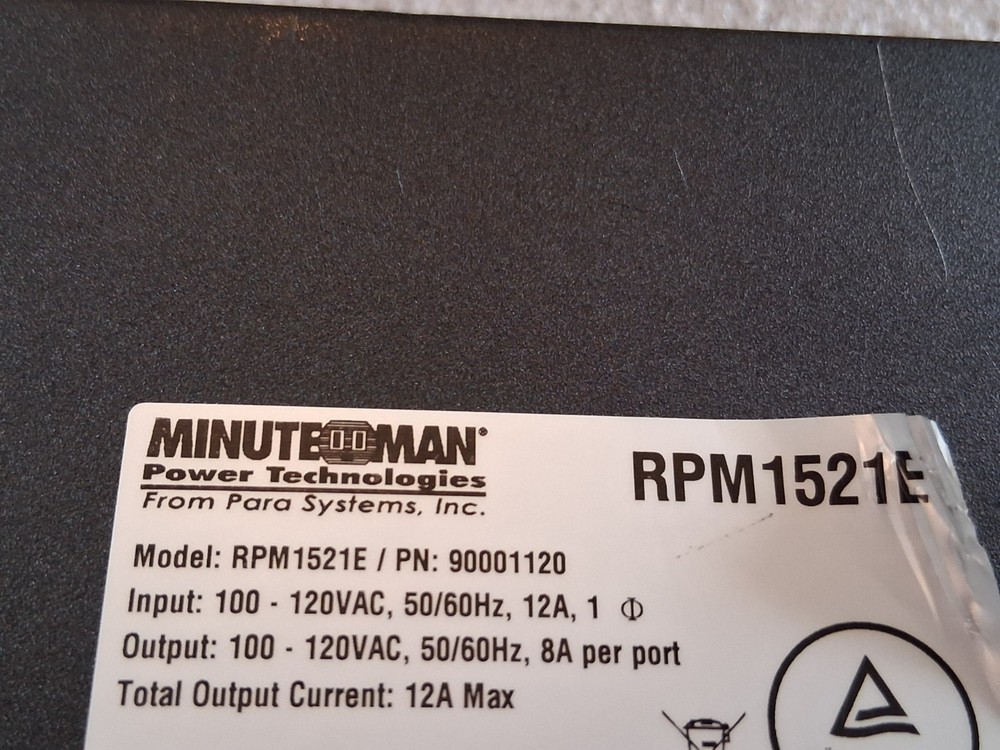 MINUTEMAN®
Power Technologies
From Para Systems, Inc.
RPM1521E
Model: RPM1521E / PN: 90001120
Input: 100 - 120VAC, 50/60Hz, 12A, 1 Φ
Output: 100 - 120VAC, 50/60Hz, 8A per port
Total Output Current: 12A Max